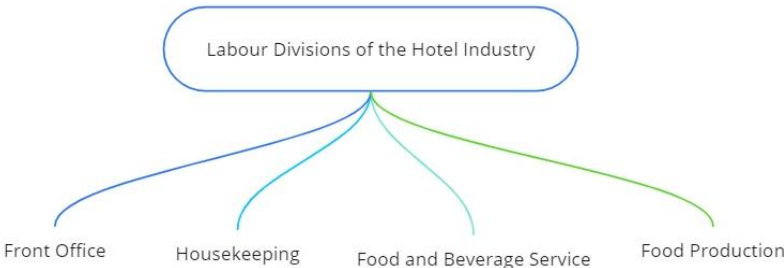 Labour Divisions of the Hotel Industry
Front Office
Housekeeping
Food and Beverage Service
Food Production